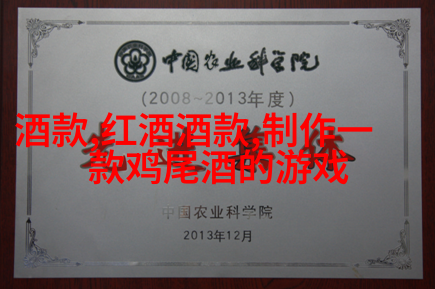 中国农业科学院
(2008~2013年度)
酒款,红酒酒款,制作一
款鸡尾酒的游戏
中国农业科学院
2013年12月